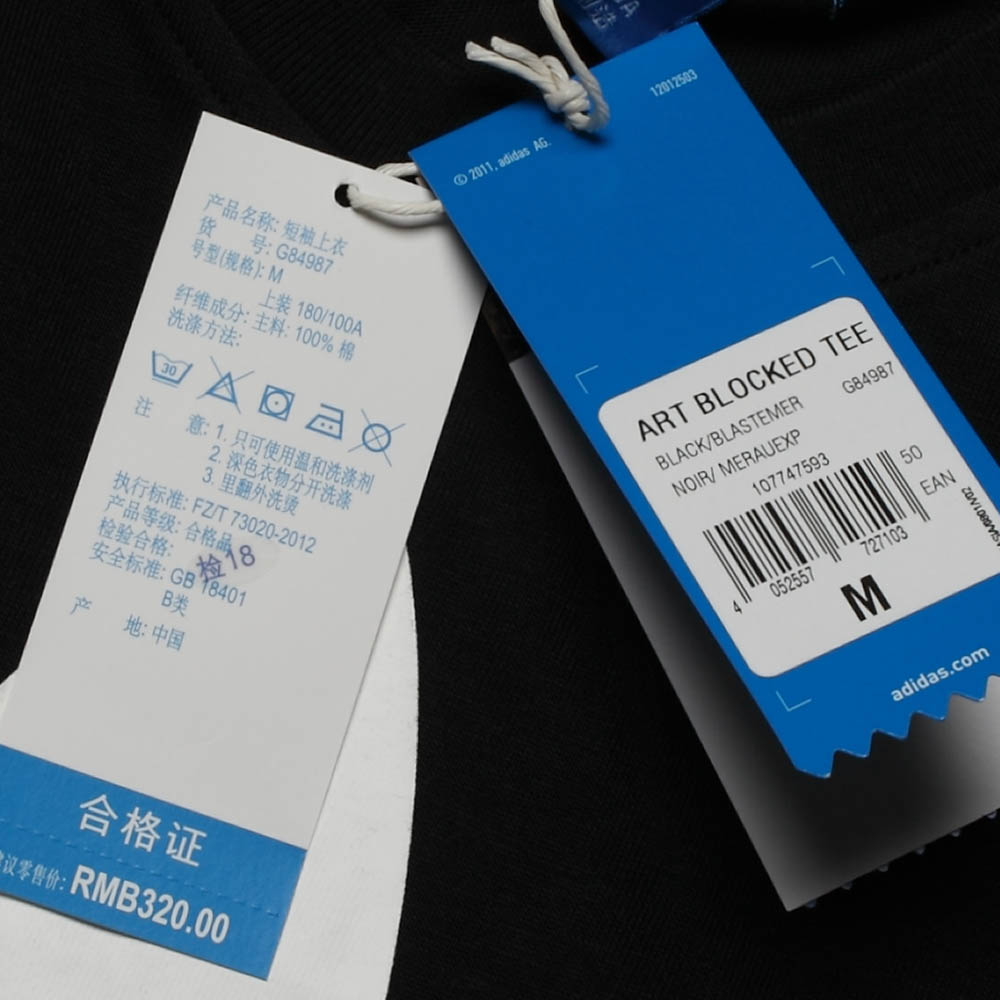 产品名称: 短袖上衣
货 号: G84987
号型(规格): M
上装 180/100A
纤维成分: 主料: 100% 棉
洗涤方法:
30
注 意: 1. 只可使用温和洗涤剂
2. 深色衣物分开洗涤
3. 里翻外洗烫
执行标准: FZ/T 73020-2012
产品等级: 合格品
检验合格: 检18
安全标准: GB 18401
B类
产 地: 中国
合格证
议零售价: RMB320.00
12012503
© 2011, adidas AG.
ART BLOCKED TEE
BLACK/BLASTEMER G84987
NOIR/ MERAUEXP
107747593 50
EAN
4 052557 727103
M
adidas.com